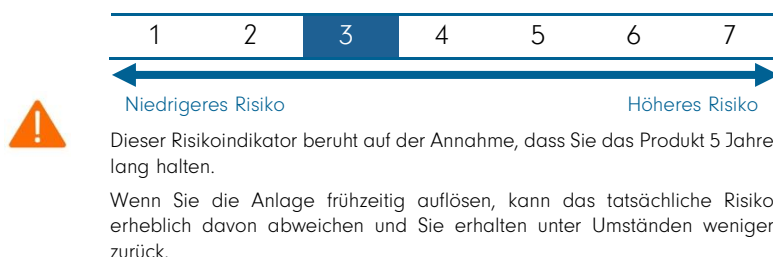 1 2 3 4 5 6 7
Niedrigeres Risiko Höheres Risiko
Dieser Risikoindikator beruht auf der Annahme, dass Sie das Produkt 5 Jahre
lang halten.
Wenn Sie die Anlage frühzeitig auflösen, kann das tatsächliche Risiko
erheblich davon abweichen und Sie erhalten unter Umständen weniger
zurück.